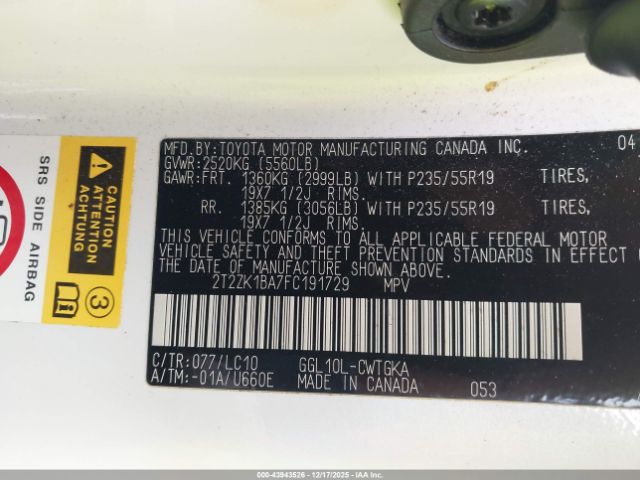 MFD.BY:TOYOTA MOTOR MANUFACTURING CANADA INC. 04
GVWR:2520KG (5560LB)
GAWR:FRT. 1360KG (2999LB) WITH P235/55R19 TIRES,
19X7 1/2J RIMS.
RR. 1385KG (3056LB) WITH P235/55R19 TIRES,
19X7 1/2J RIMS.
THIS VEHICLE CONFORMS TO ALL APPLICABLE FEDERAL MOTOR
VEHICLE SAFETY AND THEFT PREVENTION STANDARDS IN EFFECT
THE DATE OF MANUFACTURE SHOWN ABOVE.
2T2ZK1BA7FC191729 MPV
C/TR:077/LC10 GGL10L-CWTGKA
A/TM:-01A/U660E MADE IN CANADA 053
SRS SIDE AIRBAG
CAUTION
ATTENTION
ACHTUNG
3
000-43943526 - 12/17/2025 - IAAI